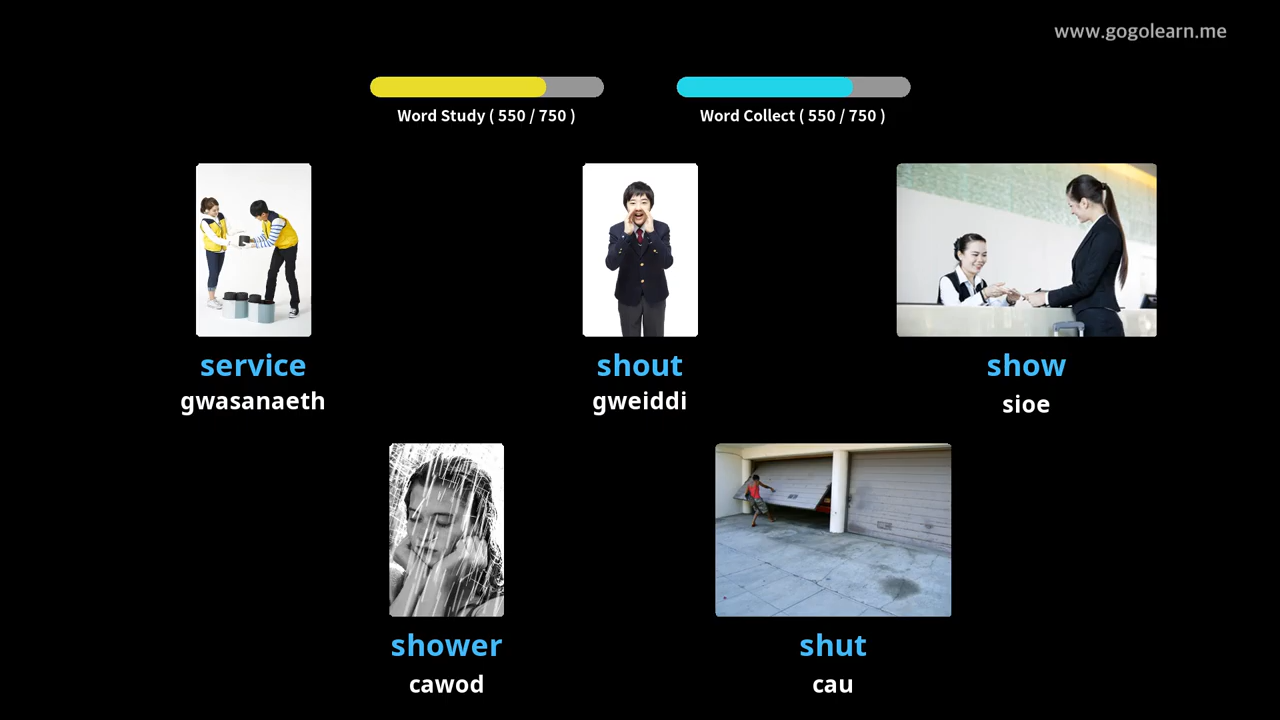 www.gogolearn.me
Word Study ( 550 / 750 )
Word Collect ( 550 / 750 )
service
gwasanaeth
shout
gweiddi
show
sioe
shower
cawod
shut
cau